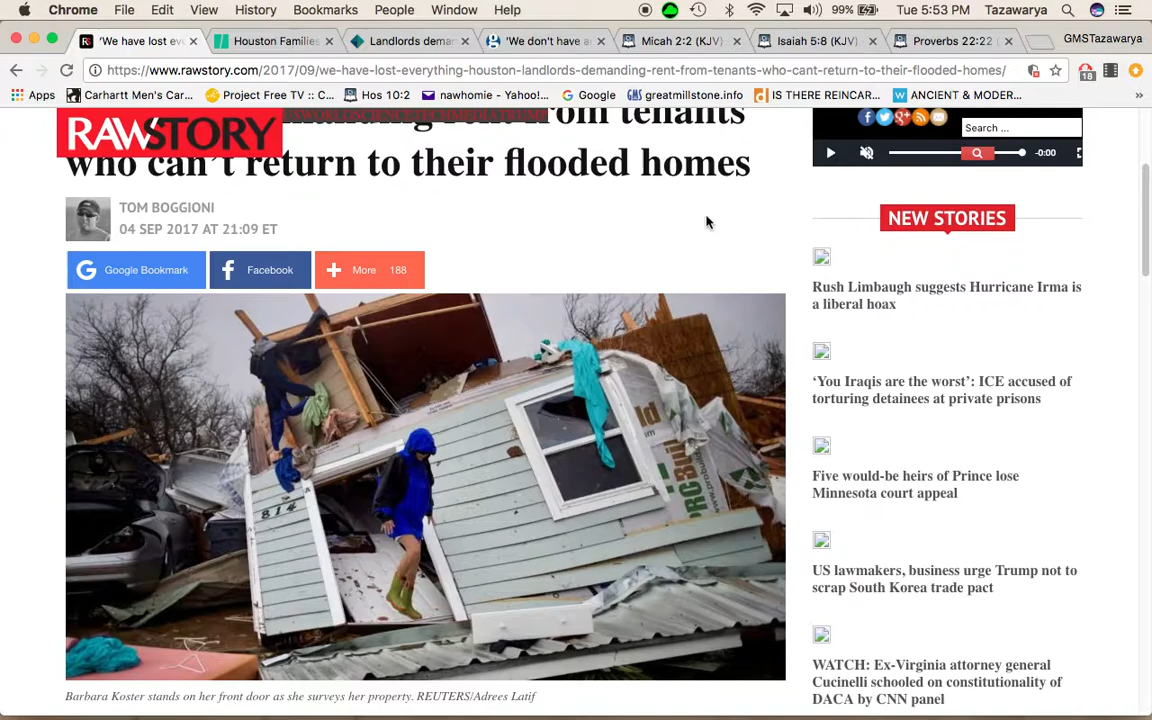 Chrome File Edit View History Bookmarks People Window Help 99% Tue 5:53 PM Tazawarya
'We have lost eve Houston Families Landlords dema 'We don't have a Micah 2:2 (KJV) Isaiah 5:8 (KJV) Proverbs 22:22 GMSTazawarya
https://www.rawstory.com/2017/09/we-have-lost-everything-houston-landlords-demanding-rent-from-tenants-who-cant-return-to-their-flooded-homes/ 18
Apps Carhartt Men's Car... Project Free TV :: C... Hos 10:2 nawhomie - Yahoo!... Google greatmillstone.info IS THERE REINCAR... ANCIENT & MODER... »
RAWSTORY
from tenants
who can't return to their flooded homes
TOM BOGGIONI
04 SEP 2017 AT 21:09 ET
Google Bookmark Facebook More 188
814
Barbara Koster stands on her front door as she surveys her property. REUTERS/Adrees Latif
Search ...
-0:00
NEW STORIES
Rush Limbaugh suggests Hurricane Irma is
a liberal hoax
'You Iraqis are the worst': ICE accused of
torturing detainees at private prisons
Five would-be heirs of Prince lose
Minnesota court appeal
US lawmakers, business urge Trump not to
scrap South Korea trade pact
WATCH: Ex-Virginia attorney general
Cucinelli schooled on constitutionality of
DACA by CNN panel